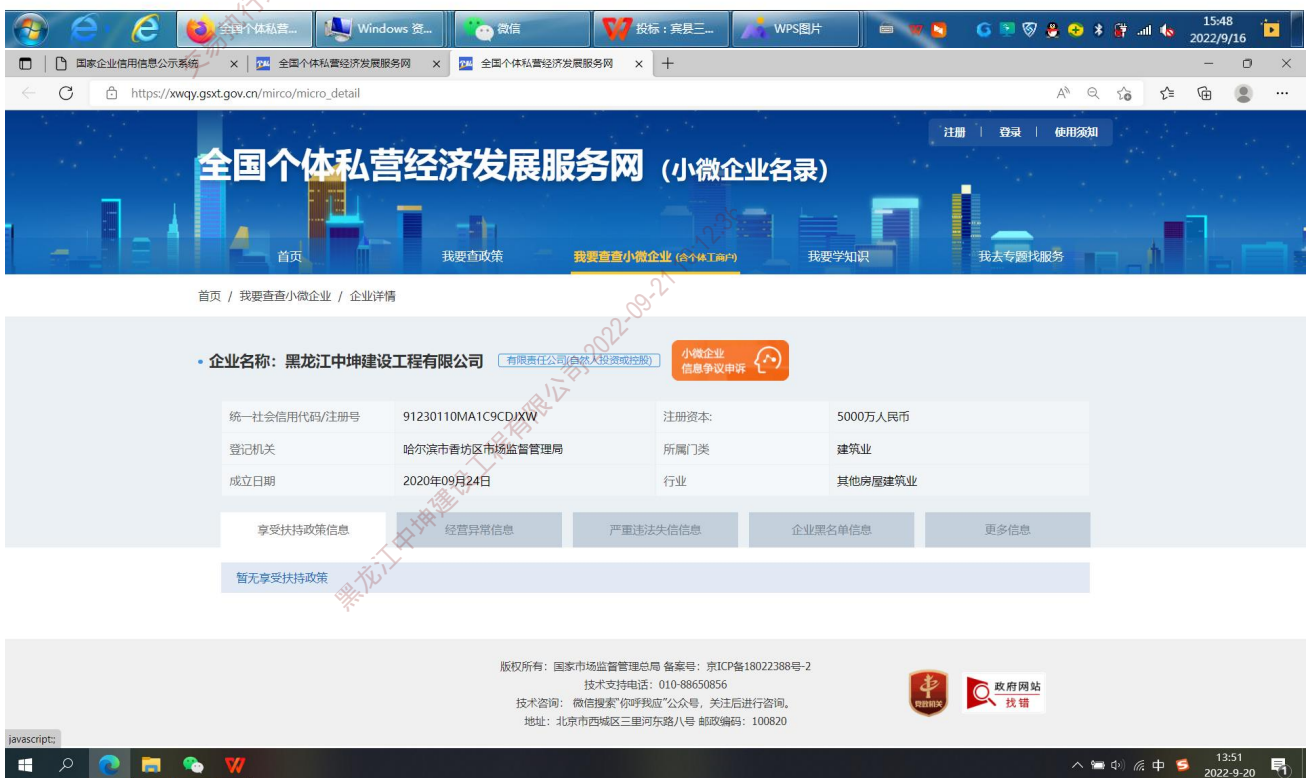 全国个体私营... Windows 资... 微信 投标：宾县三... WPS图片 15:48
2022/9/16
国家企业信用信息公示系统 全国个体私营经济发展服务网 全国个体私营经济发展服务网
https://xwqy.gsxt.gov.cn/mirco/micro_detail
注册 | 登录 | 使用须知
全国个体私营经济发展服务网（小微企业名录）
首页 我要查政策 我要查查小微企业 (含个体工商户) 我要学知识 我去专题找服务
首页 / 我要查查小微企业 / 企业详情
• 企业名称：黑龙江中坤建设工程有限公司 有限责任公司(自然人投资或控股) 小微企业
信息争议申诉
统一社会信用代码/注册号 91230110MA1C9CDJXW 注册资本: 5000万人民币
登记机关 哈尔滨市香坊区市场监督管理局 所属门类 建筑业
成立日期 2020年09月24日 行业 其他房屋建筑业
享受扶持政策信息 经营异常信息 严重违法失信信息 企业黑名单信息 更多信息
暂无享受扶持政策
黑龙江中坤建设工程有限公司2022-09-21
版权所有：国家市场监督管理总局 备案号：京ICP备18022388号-2
技术支持电话：010-88650856
技术咨询： 微信搜索“你呼我应”公众号，关注后进行咨询。
地址：北京市西城区三里河东路八号 邮政编码：100820
党政机关
政府网站
找错
javascript:;
中 13:51
2022-9-20